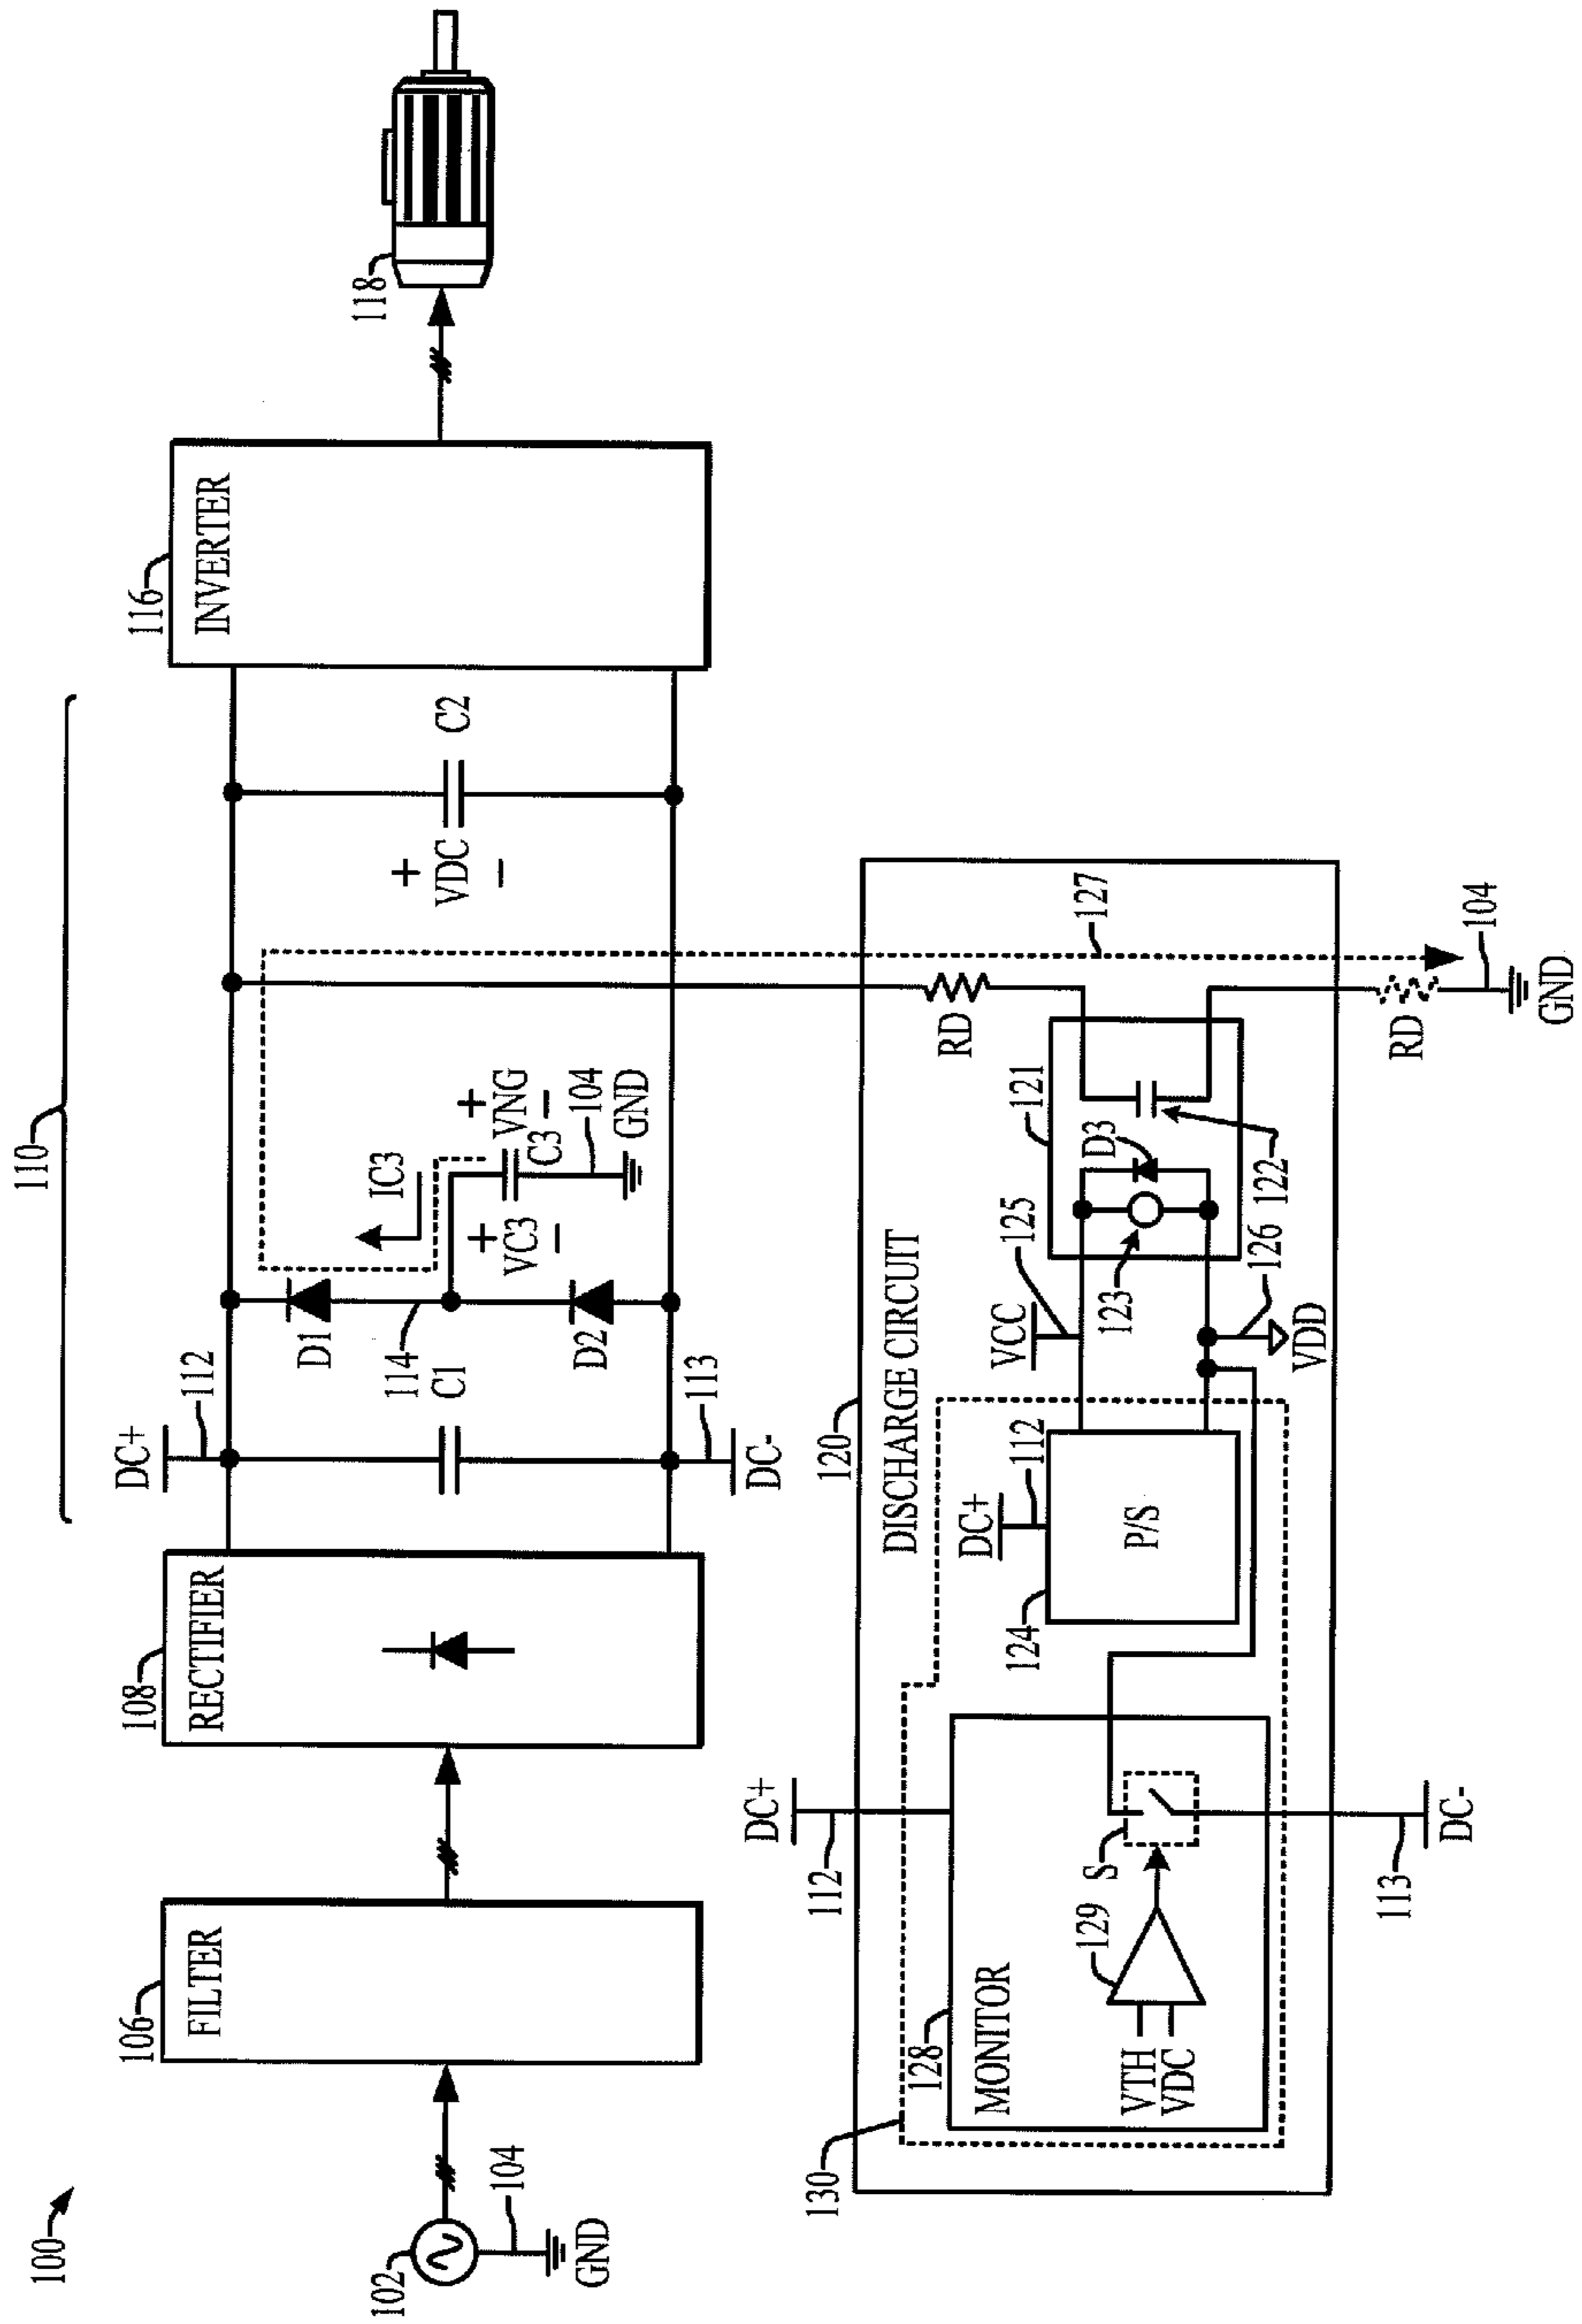 100
110
102
104
GND
106
FILTER
108
RECTIFIER
DC+
112
C1
113
DC-
D1
114
D2
IC3
+
VC3
-
+
VNG
-
C3
104
GND
+
VDC
-
C2
116
INVERTER
118
120
DISCHARGE CIRCUIT
130
128
MONITOR
DC+
112
VTH
VDC
129
S
113
DC-
124
DC+
112
P/S
VCC
125
123
126
VDD
121
D3
122
RD
127
RD
104
GND